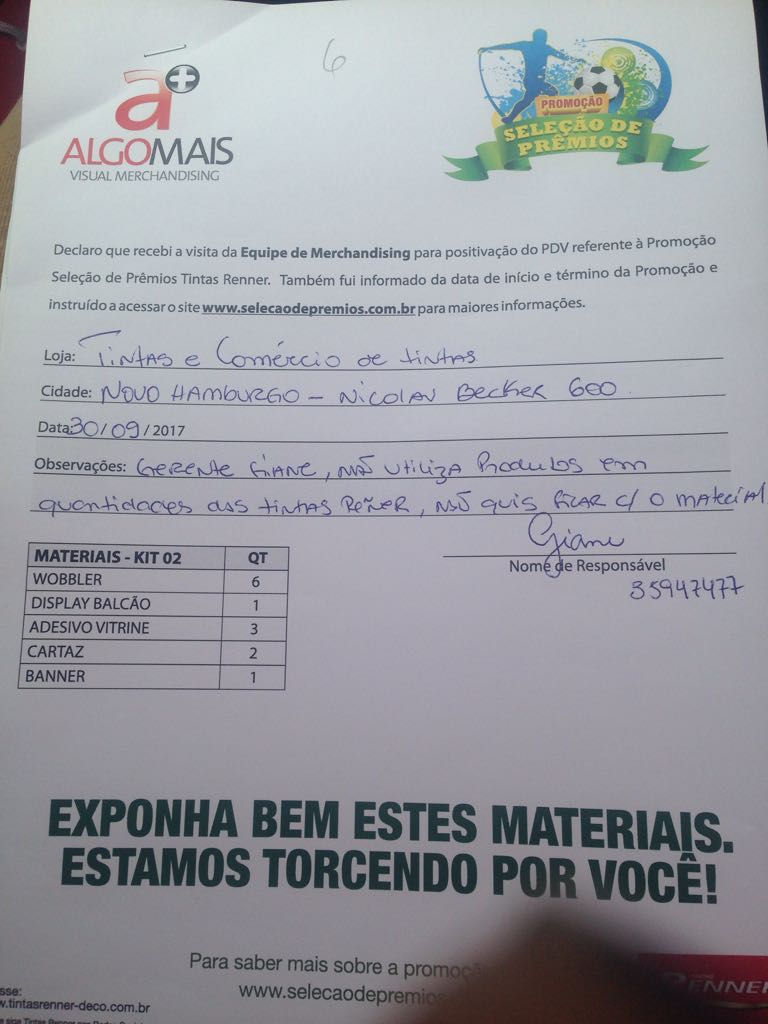 6
a+
ALGOMAIS
VISUAL MERCHANDISING
PROMOÇÃO
SELEÇÃO DE
PRÊMIOS
Declaro que recebi a visita da Equipe de Merchandising para positivação do PDV referente à Promoção
Seleção de Prêmios Tintas Renner. Também fui informado da data de início e término da Promoção e
instruído a acessar o site www.selecaodepremios.com.br para maiores informações.
Loja: Tintas e Comércio de tintas
Cidade: NOVO HAMBURGO - NICOLAU BECKER 600.
Data: 30/09/2017
Observações: GERENTE GIANE, NÃO UTILIZA PRODUTOS em
quantidades das tintas REÑER, NÃO quis ficar c/ o material
Giane
Nome de Responsável
35947477
MATERIAIS - KIT 02 QT
WOBBLER 6
DISPLAY BALCÃO 1
ADESIVO VITRINE 3
CARTAZ 2
BANNER 1
EXPONHA BEM ESTES MATERIAIS.
ESTAMOS TORCENDO POR VOCÊ!
Para saber mais sobre a promoçã
www.selecaodepremios
RENNER
sse:
w.tintasrenner-deco.com.br